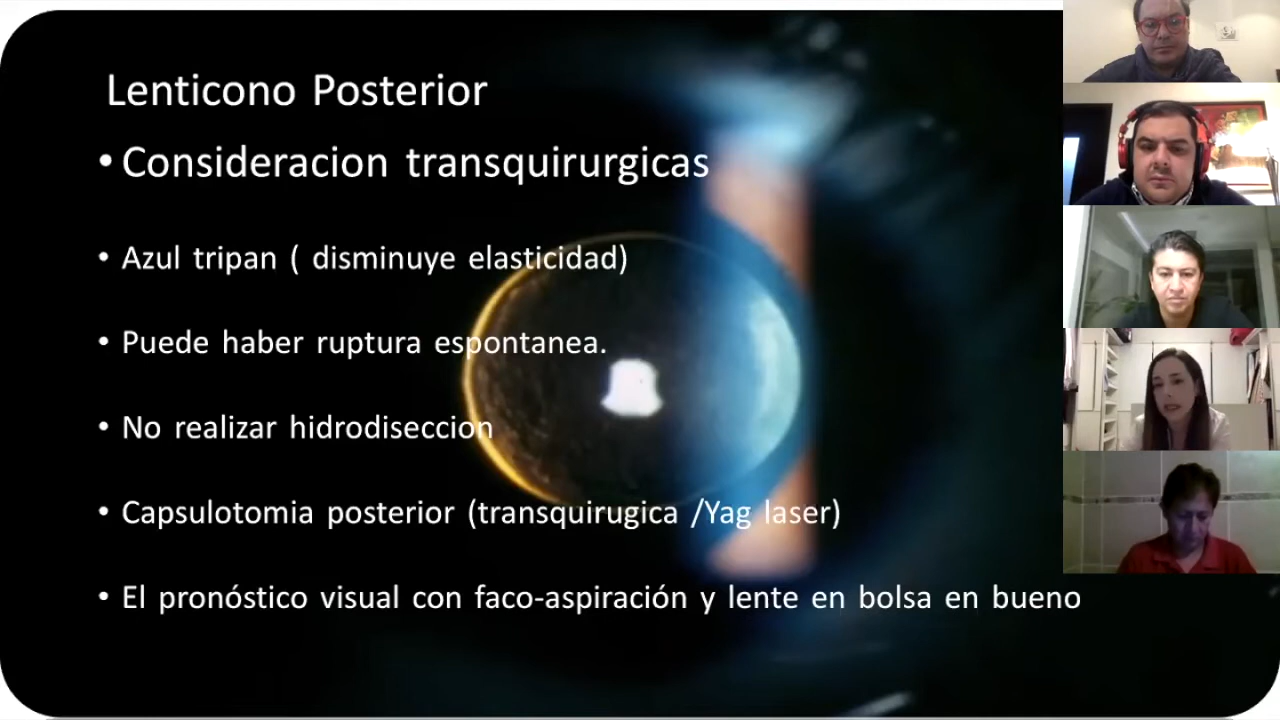 Lenticono Posterior
• Consideracion transquirurgicas
• Azul tripan ( disminuye elasticidad)
• Puede haber ruptura espontanea.
• No realizar hidrodiseccion
• Capsulotomia posterior (transquirugica /Yag laser)
• El pronóstico visual con faco-aspiración y lente en bolsa en bueno